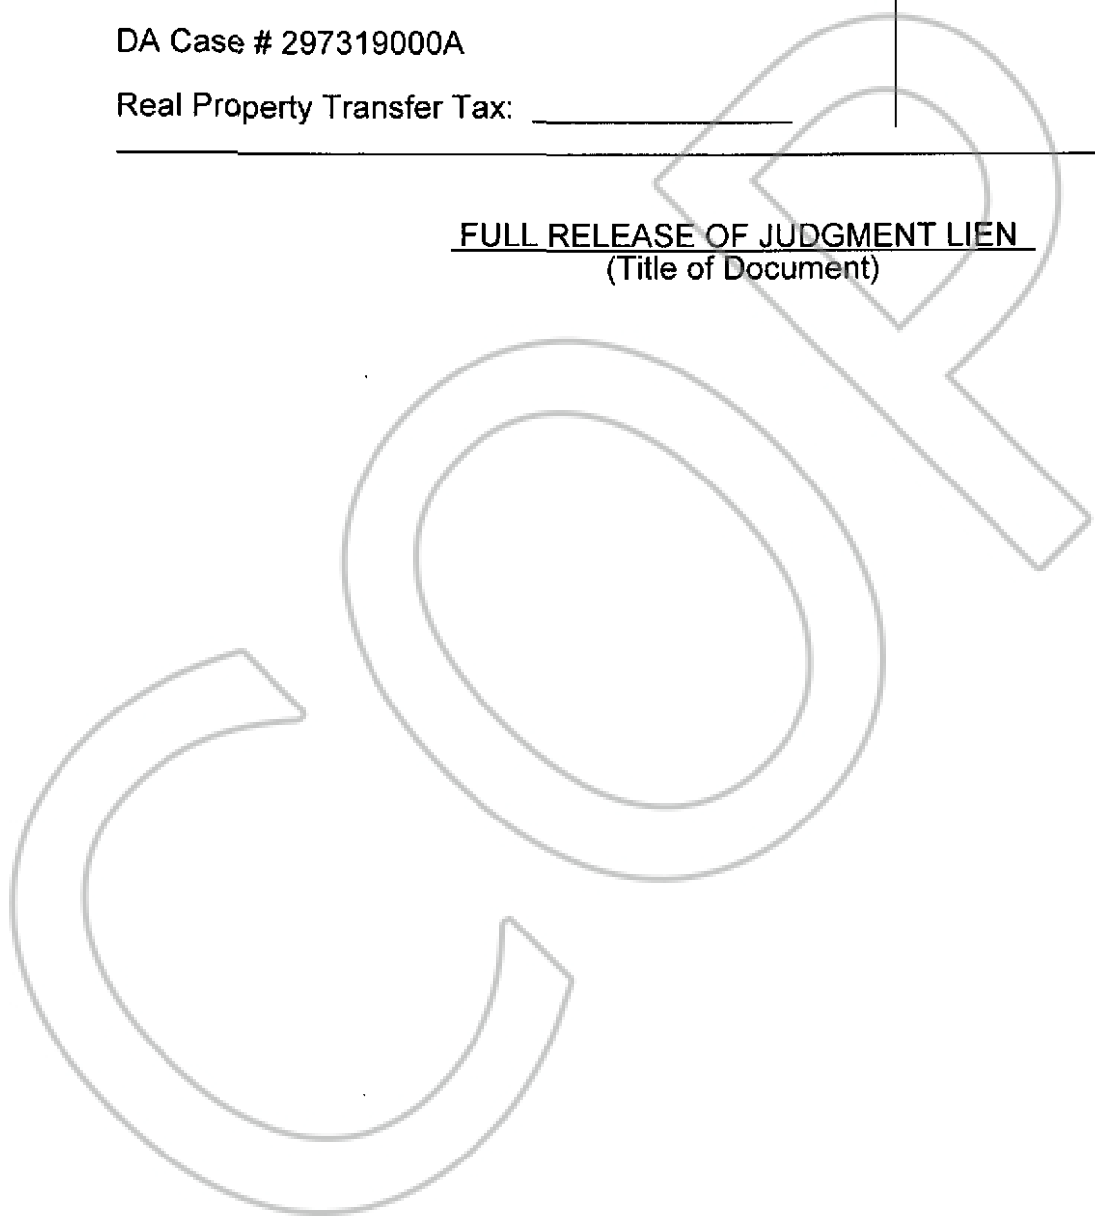 DA Case # 297319000A
Real Property Transfer Tax:
FULL RELEASE OF JUDGMENT LIEN
(Title of Document)
COP